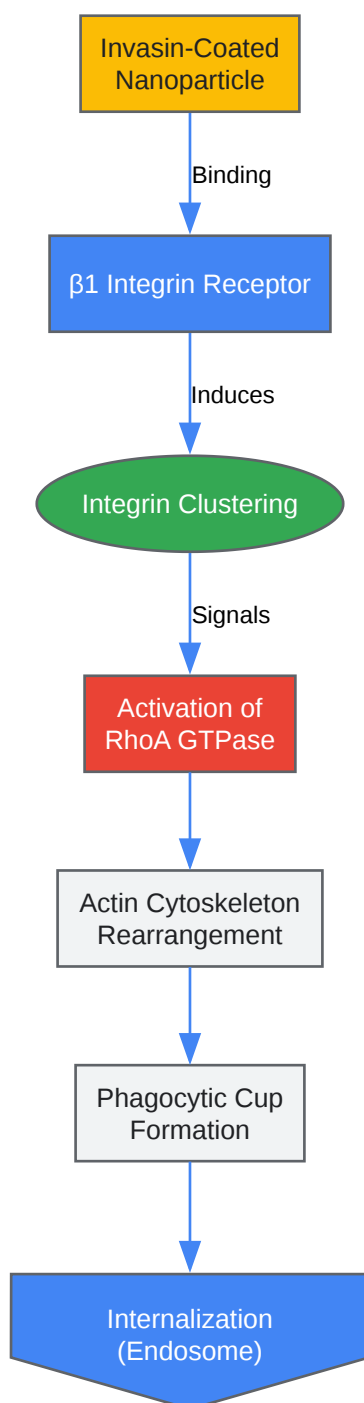 Invasin-Coated
Nanoparticle
Binding
β1 Integrin Receptor
Induces
Integrin Clustering
Signals
Activation of
RhoA GTPase
Actin Cytoskeleton
Rearrangement
Phagocytic Cup
Formation
Internalization
(Endosome)